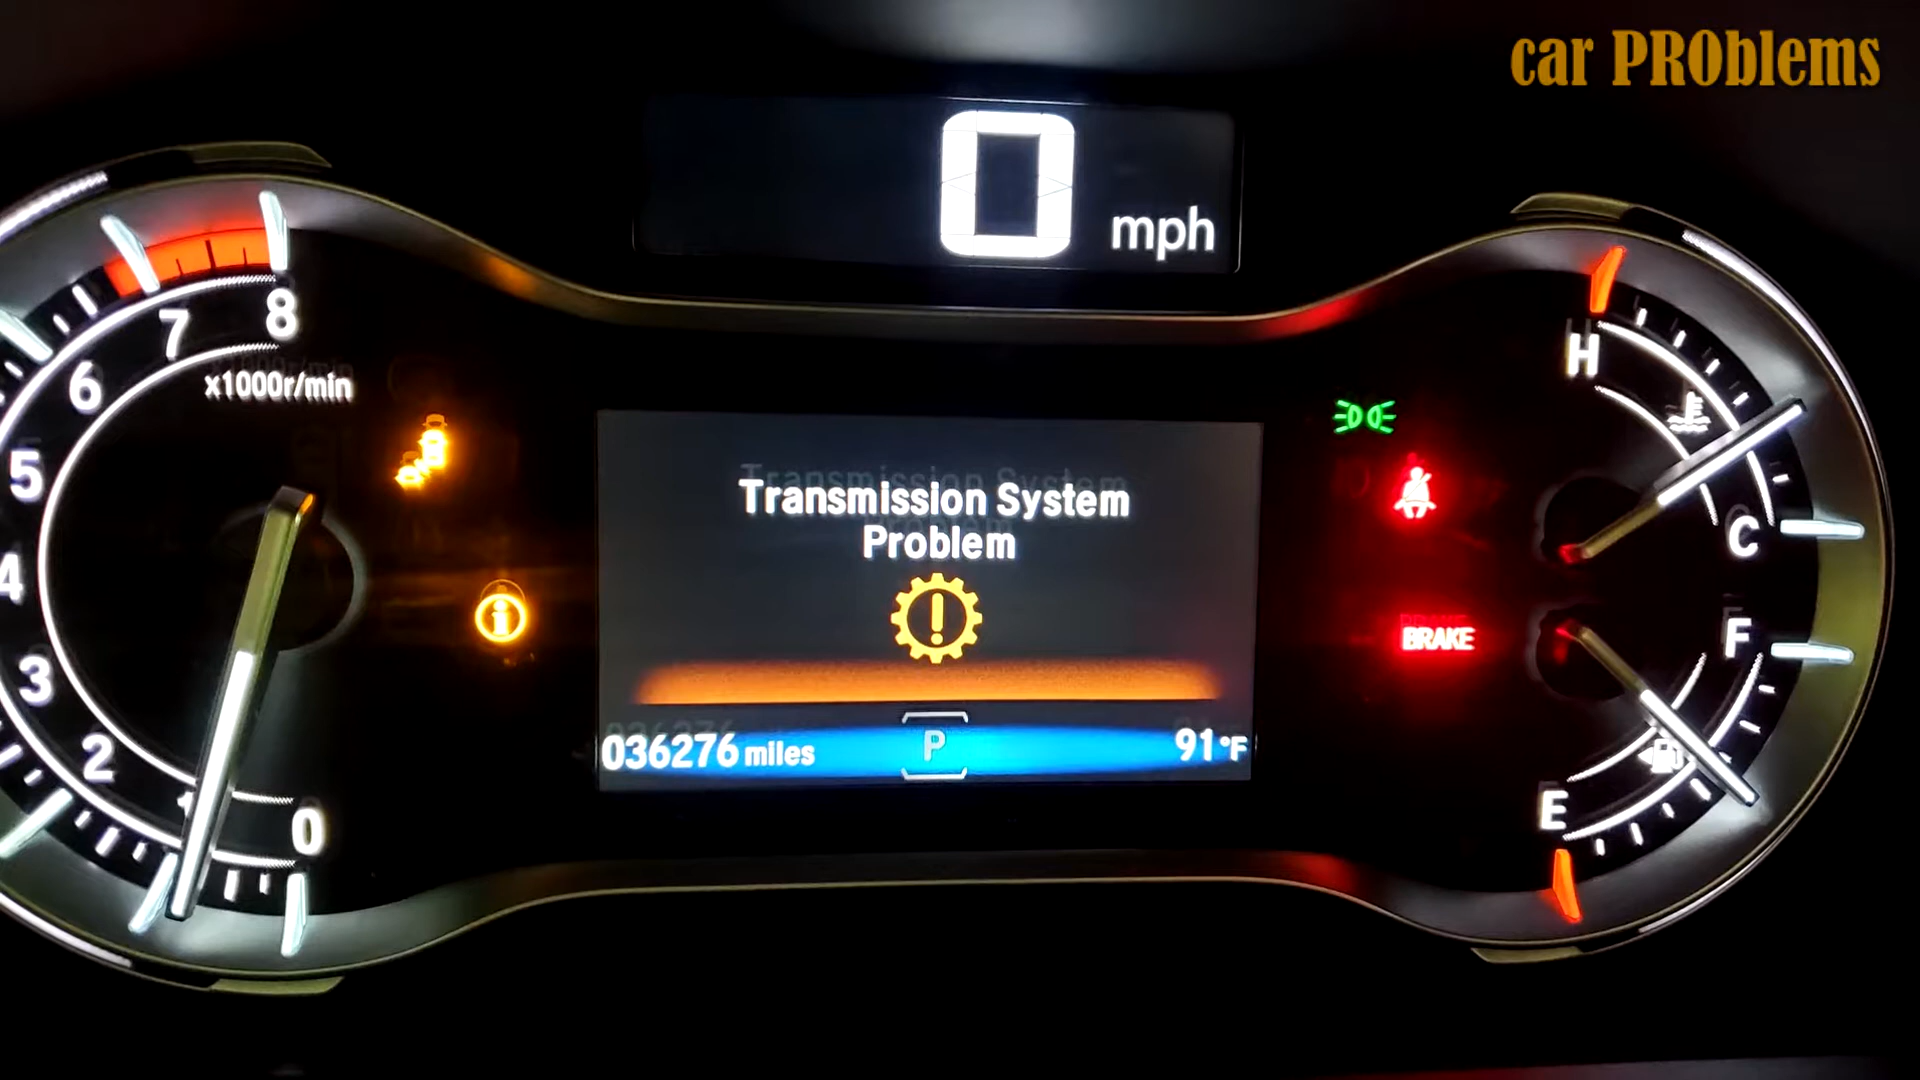 car PROblems
0 mph
8
7
6
x1000r/min
5
4
3
2
0
Transmission System
Problem
036276 miles
P
91°F
BRAKE
H
C
F
E